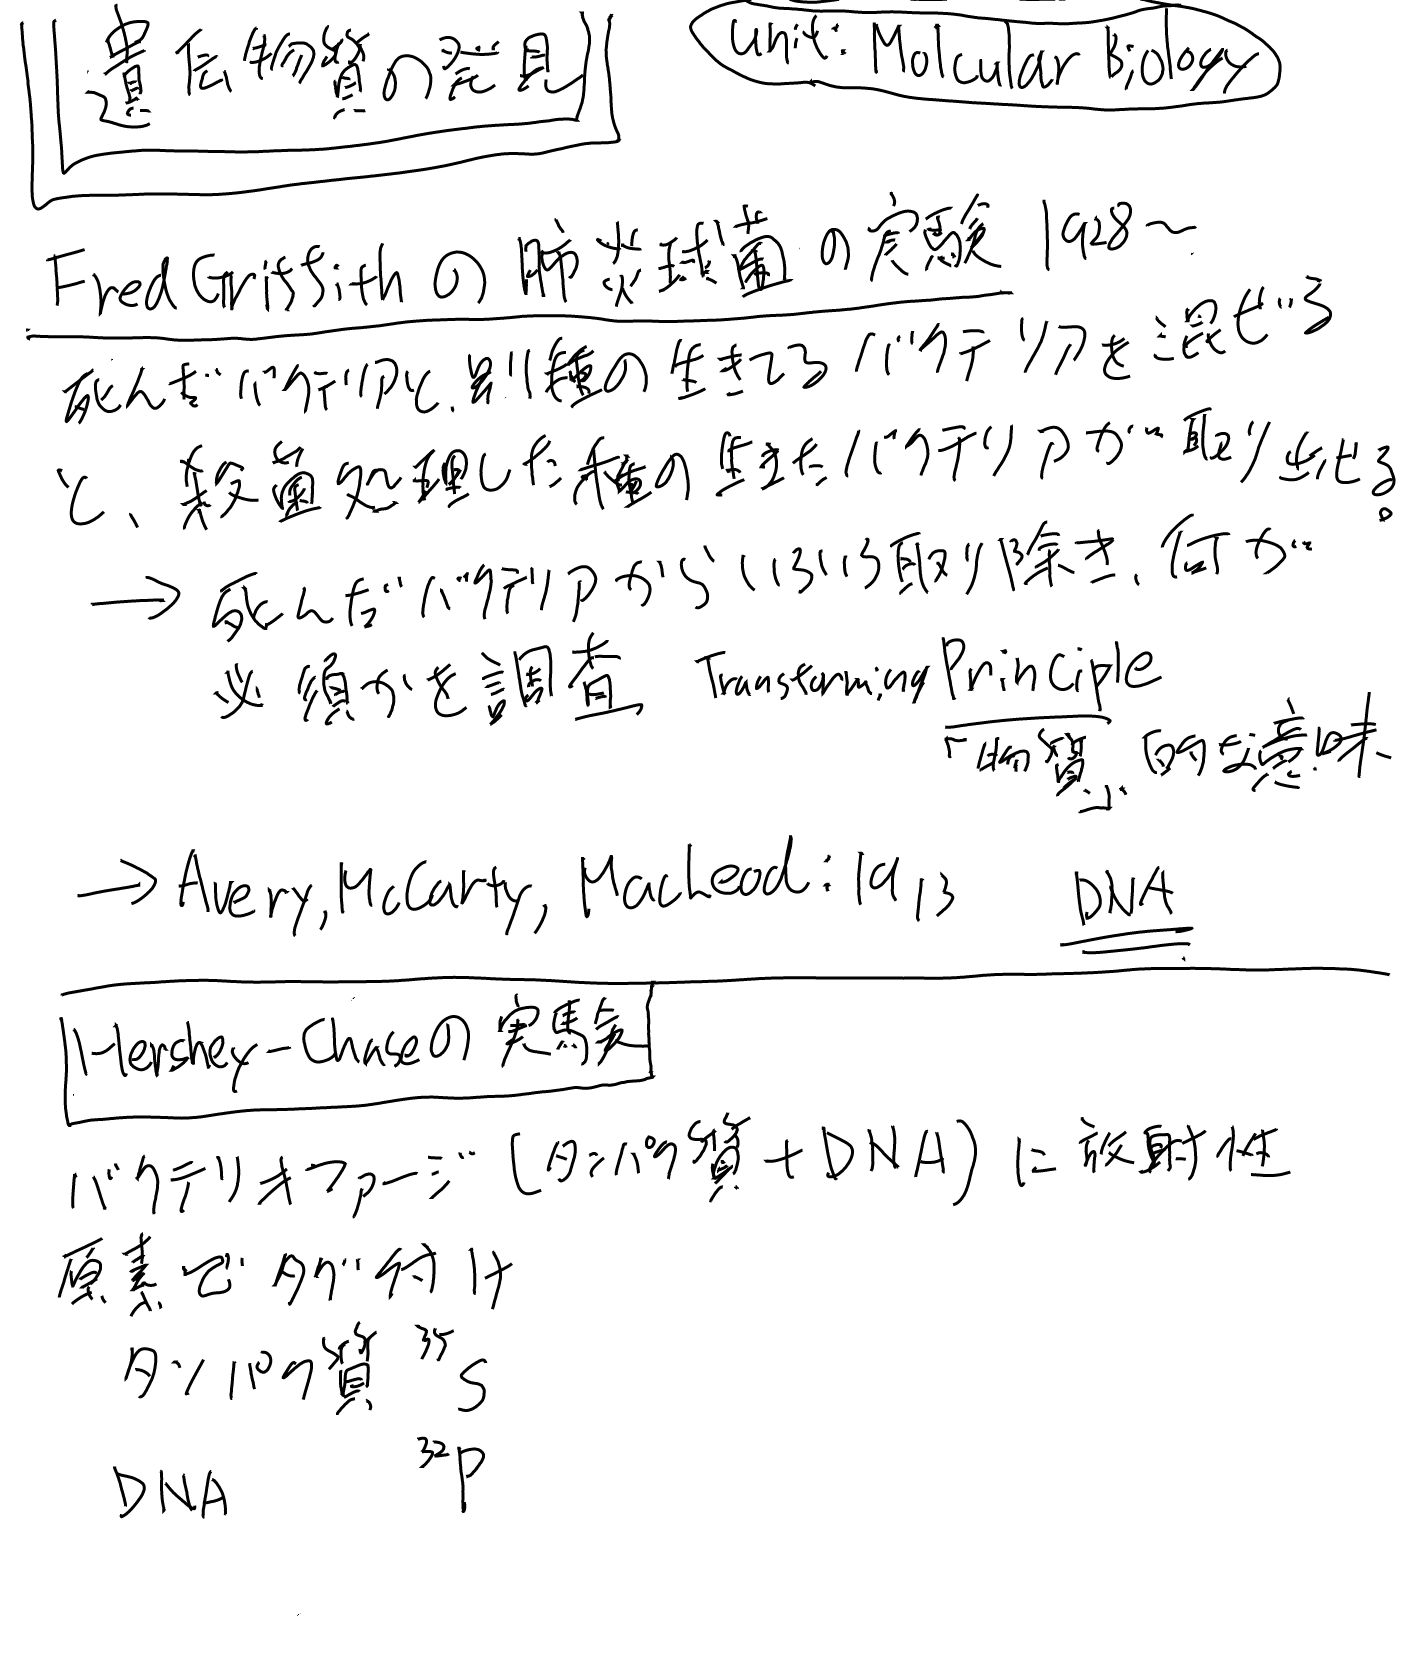 遺伝物質の発見
unit: Molcular Biology
Fred Griffithの肺炎球菌の実験 1928～
死んだバクテリアと、別種の生きてるバクテリアを混ぜる
と、殺菌処理した種の生きたバクテリアが取り出せる。
→ 死んだバクテリアからいろいろ取り除き、何が
必須かを調査 Transforming Principle
「物質」的な意味
→ Avery, McCarty, MacLeod: 1913 DNA
Hershey-Chaseの実験
バクテリオファージ(タンパク質+DNA)に放射性
原素でタグ付け
タンパク質 ³⁵S
DNA ³²P